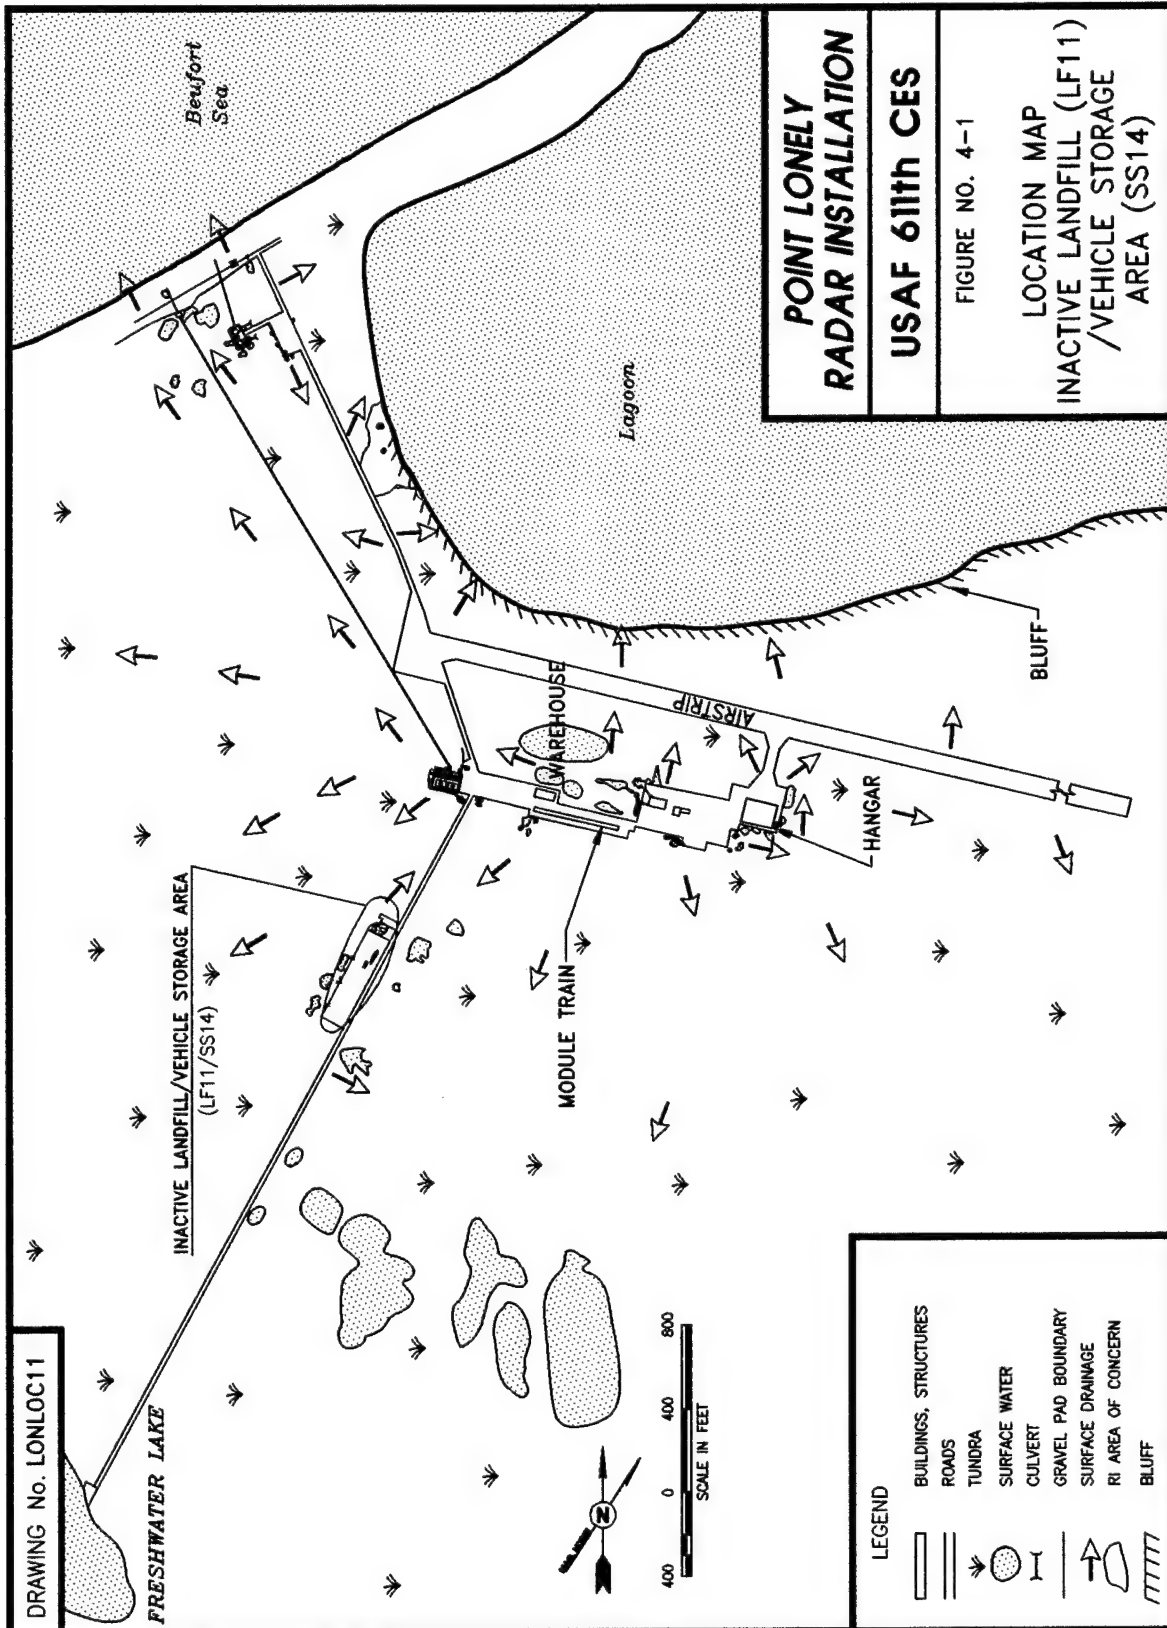 DRAWING No. LONLOC11
FRESHWATER LAKE
INACTIVE LANDFILL/VEHICLE STORAGE AREA
(LF11/SS14)
Beufort
Sea
Lagoon
WAREHOUSE
AIRSTRIP
MODULE TRAIN
HANGAR
BLUFF
N
400
0
400
800
SCALE IN FEET
LEGEND
BUILDINGS, STRUCTURES
ROADS
TUNDRA
SURFACE WATER
CULVERT
GRAVEL PAD BOUNDARY
SURFACE DRAINAGE
RI AREA OF CONCERN
BLUFF
POINT LONELY
RADAR INSTALLATION
USAF 611th CES
FIGURE NO. 4-1
LOCATION MAP
INACTIVE LANDFILL (LF11)
/VEHICLE STORAGE
AREA (SS14)